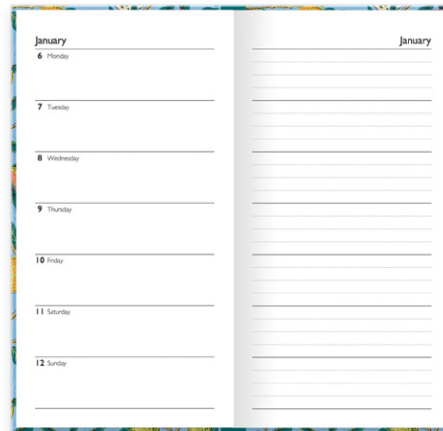 January
6 Monday
7 Tuesday
8 Wednesday
9 Thursday
10 Friday
11 Saturday
12 Sunday
January